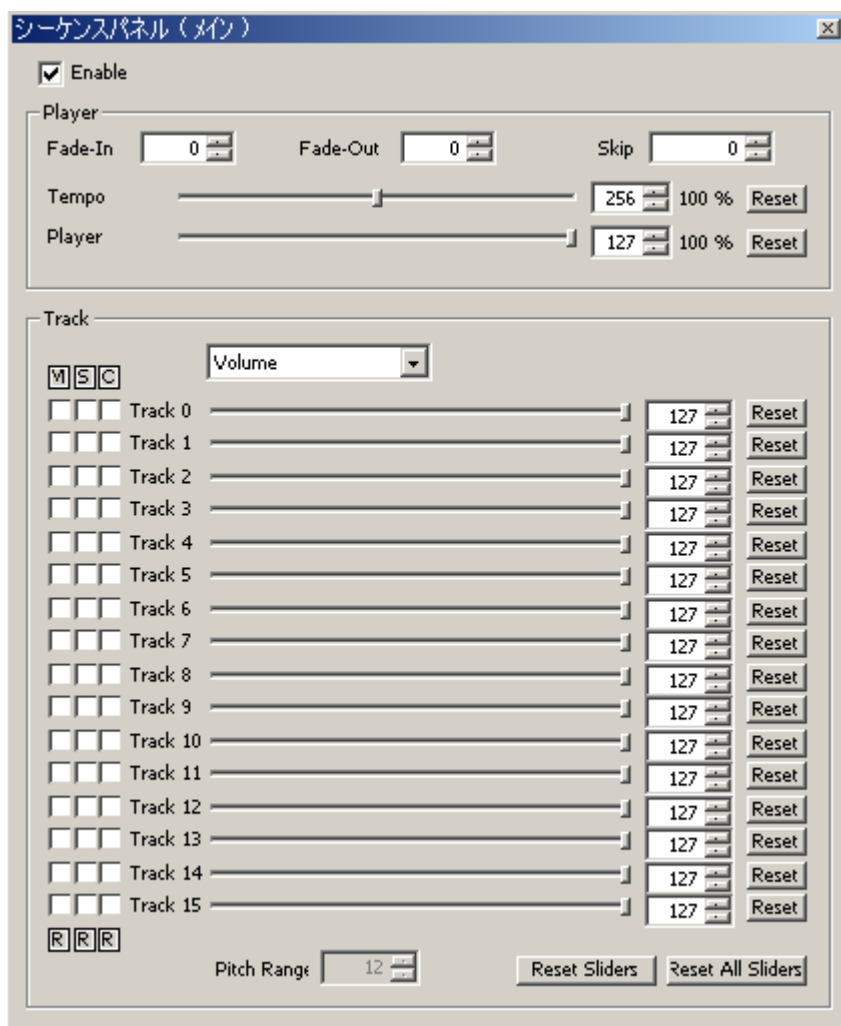 シーケンスパネル（メイン）
Enable
Player
Fade-In 0 Fade-Out 0 Skip 0
Tempo 256 100 % Reset
Player 127 100 % Reset
Track
Volume
M S C
Track 0 127 Reset
Track 1 127 Reset
Track 2 127 Reset
Track 3 127 Reset
Track 4 127 Reset
Track 5 127 Reset
Track 6 127 Reset
Track 7 127 Reset
Track 8 127 Reset
Track 9 127 Reset
Track 10 127 Reset
Track 11 127 Reset
Track 12 127 Reset
Track 13 127 Reset
Track 14 127 Reset
Track 15 127 Reset
R R R
Pitch Range 12 Reset Sliders Reset All Sliders